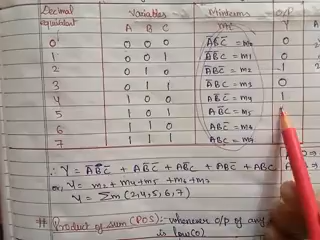 Decimal equivalent Variables Minterms O/P
A B C mi Y
0 0 0 0 A̅B̅C̅ = m0 0
1 0 0 1 A̅B̅C = m1 0
2 0 1 0 A̅BC̅ = m2 1
3 0 1 1 A̅BC = m3 0
4 1 0 0 AB̅C̅ = m4 1
5 1 0 1 AB̅C = m5
6 1 1 0 ABC̅ = m6
7 1 1 1 ABC = m7
∴ Y = A̅BC̅ + AB̅C̅ + AB̅C + ABC̅ + ABC
or, Y = m2 + m4 + m5 + m6 + m7
Y = Σm (2,4,5,6,7)
## Product of sum (POS) :- whenever o/p of any
is low(0)